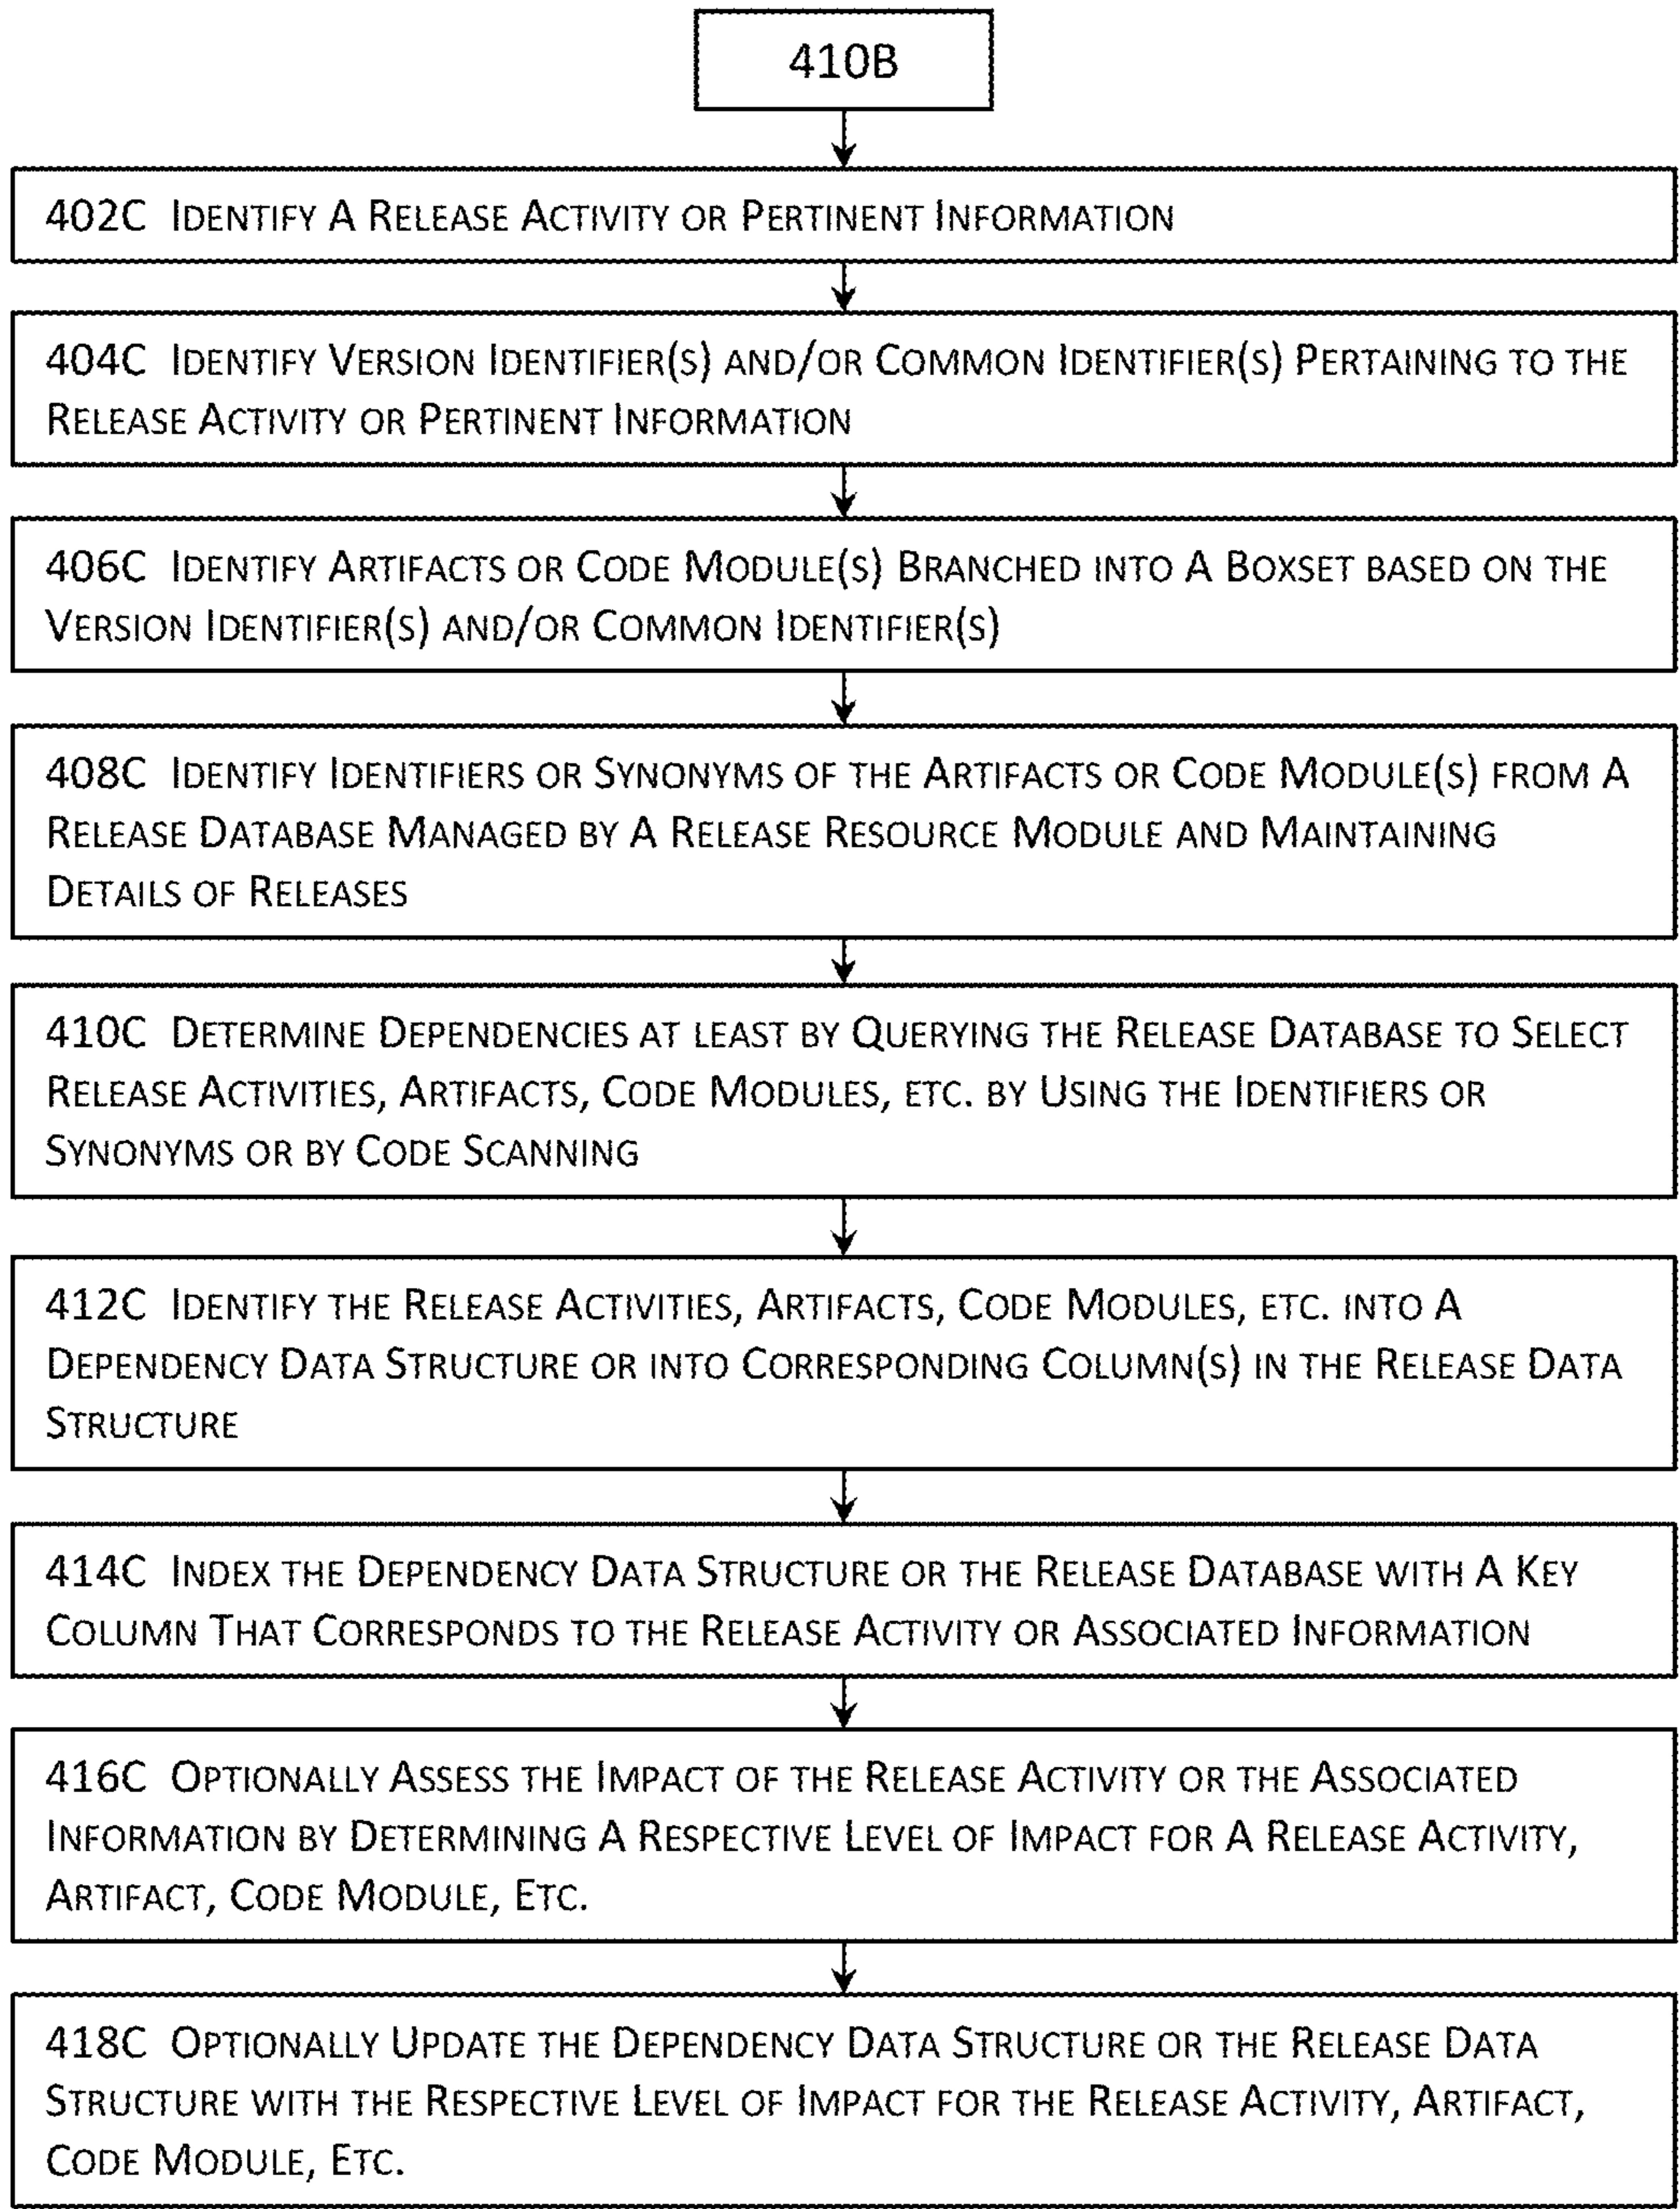 410B
402C IDENTIFY A RELEASE ACTIVITY OR PERTINENT INFORMATION
404C IDENTIFY VERSION IDENTIFIER(S) AND/OR COMMON IDENTIFIER(S) PERTAINING TO THE
RELEASE ACTIVITY OR PERTINENT INFORMATION
406C IDENTIFY ARTIFACTS OR CODE MODULE(S) BRANCHED INTO A BOXSET BASED ON THE
VERSION IDENTIFIER(S) AND/OR COMMON IDENTIFIER(S)
408C IDENTIFY IDENTIFIERS OR SYNONYMS OF THE ARTIFACTS OR CODE MODULE(S) FROM A
RELEASE DATABASE MANAGED BY A RELEASE RESOURCE MODULE AND MAINTAINING
DETAILS OF RELEASES
410C DETERMINE DEPENDENCIES AT LEAST BY QUERYING THE RELEASE DATABASE TO SELECT
RELEASE ACTIVITIES, ARTIFACTS, CODE MODULES, ETC. BY USING THE IDENTIFIERS OR
SYNONYMS OR BY CODE SCANNING
412C IDENTIFY THE RELEASE ACTIVITIES, ARTIFACTS, CODE MODULES, ETC. INTO A
DEPENDENCY DATA STRUCTURE OR INTO CORRESPONDING COLUMN(S) IN THE RELEASE DATA
STRUCTURE
414C INDEX THE DEPENDENCY DATA STRUCTURE OR THE RELEASE DATABASE WITH A KEY
COLUMN THAT CORRESPONDS TO THE RELEASE ACTIVITY OR ASSOCIATED INFORMATION
416C OPTIONALLY ASSESS THE IMPACT OF THE RELEASE ACTIVITY OR THE ASSOCIATED
INFORMATION BY DETERMINING A RESPECTIVE LEVEL OF IMPACT FOR A RELEASE ACTIVITY,
ARTIFACT, CODE MODULE, ETC.
418C OPTIONALLY UPDATE THE DEPENDENCY DATA STRUCTURE OR THE RELEASE DATA
STRUCTURE WITH THE RESPECTIVE LEVEL OF IMPACT FOR THE RELEASE ACTIVITY, ARTIFACT,
CODE MODULE, ETC.